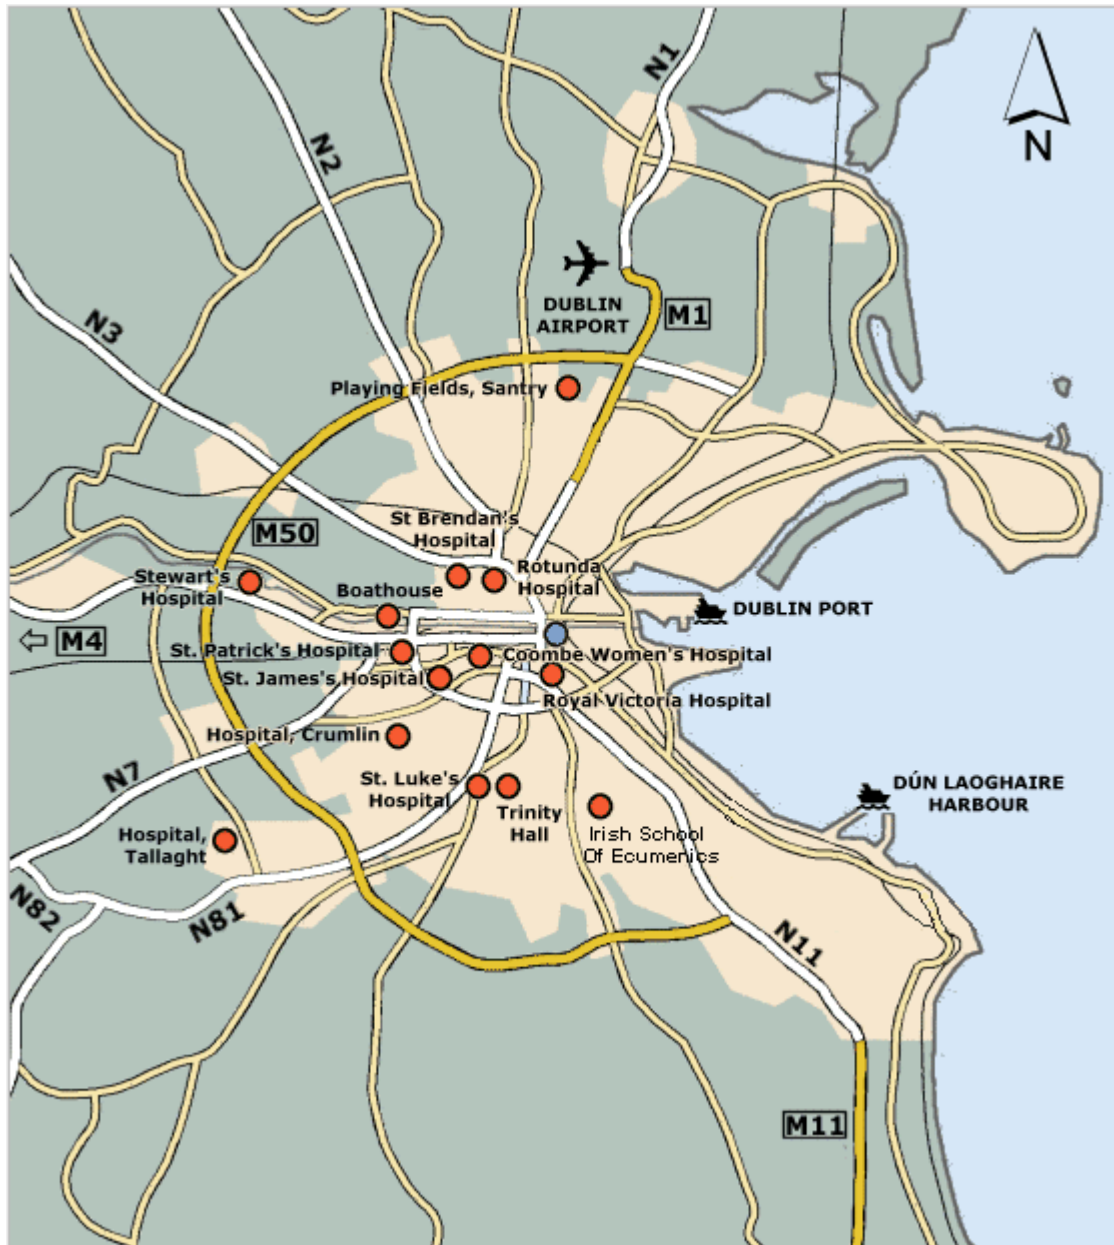 N1
N
N2
DUBLIN
AIRPORT
M1
N3
Playing Fields, Santry
M50
St Brendan's
Hospital
Rotunda
Hospital
Stewart's
Hospital
Boathouse
DUBLIN PORT
M4
St. Patrick's Hospital
Coombe Women's Hospital
St. James's Hospital
Royal Victoria Hospital
Hospital, Crumlin
N7
St. Luke's
Hospital
Trinity
Hall
DÚN LAOGHAIRE
HARBOUR
Irish School
Of Ecumenics
Hospital,
Tallaght
N82
N81
N11
M11